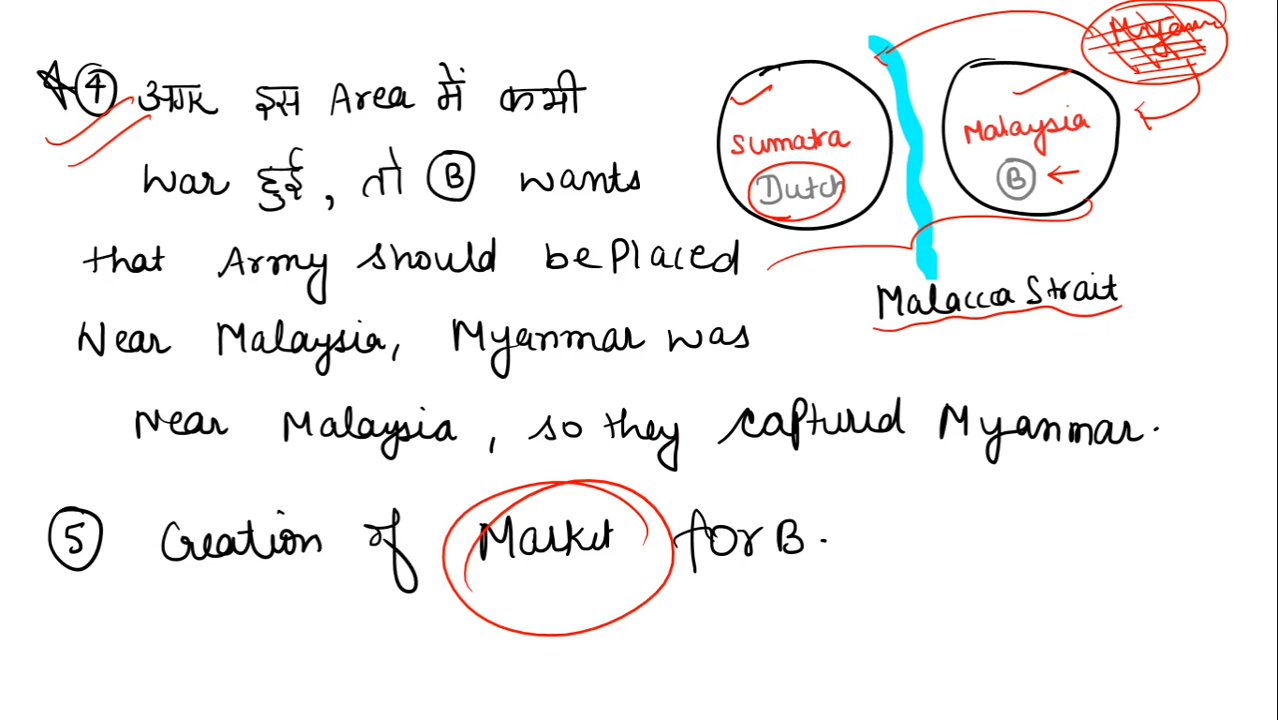 ④ अगर इस Area में कभी
war हुई, तो Ⓑ wants
that Army should be Placed
Near Malaysia, Myanmar was
Near Malaysia, so they captured Myanmar.
⑤ Creation of Market for B.
Sumatra
Dutch
Malaysia
Ⓑ
Malacca Strait